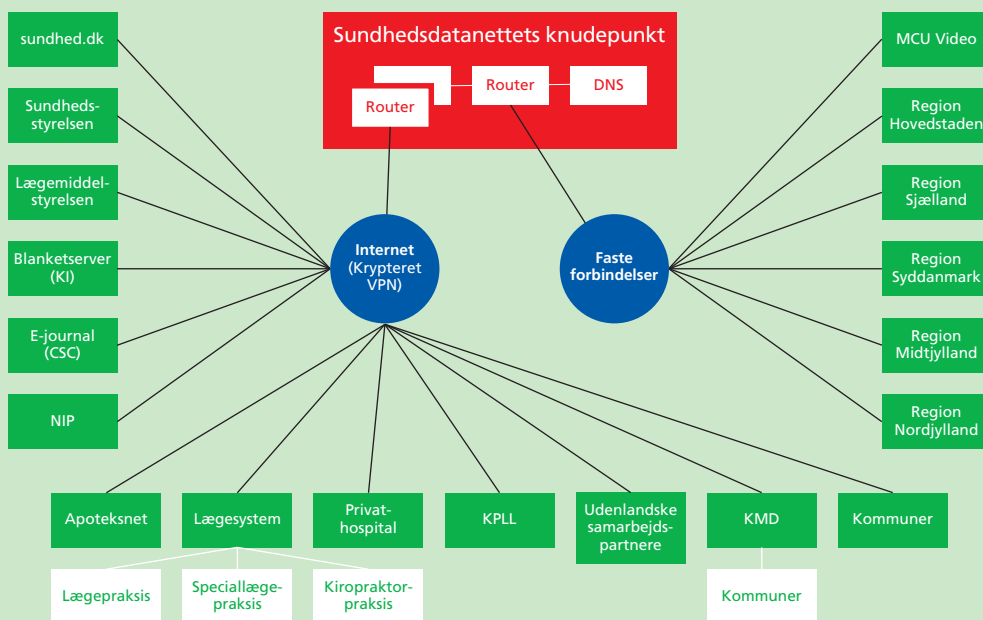 Sundhedsdatanettets knudepunkt
Router
Router
DNS
sundhed.dk
Sundheds-
styrelsen
Lægemiddel-
styrelsen
Blanketserver
(KI)
E-journal
(CSC)
NIP
Internet
(Krypteret
VPN)
Faste
forbindelser
MCU Video
Region
Hovedstaden
Region
Sjælland
Region
Syddanmark
Region
Midtjylland
Region
Nordjylland
Apoteksnet
Lægesystem
Privat-
hospital
KPLL
Udenlandske
samarbejds-
partnere
KMD
Kommuner
Lægepraksis
Speciallæge-
praksis
Kiropraktor-
praksis
Kommuner